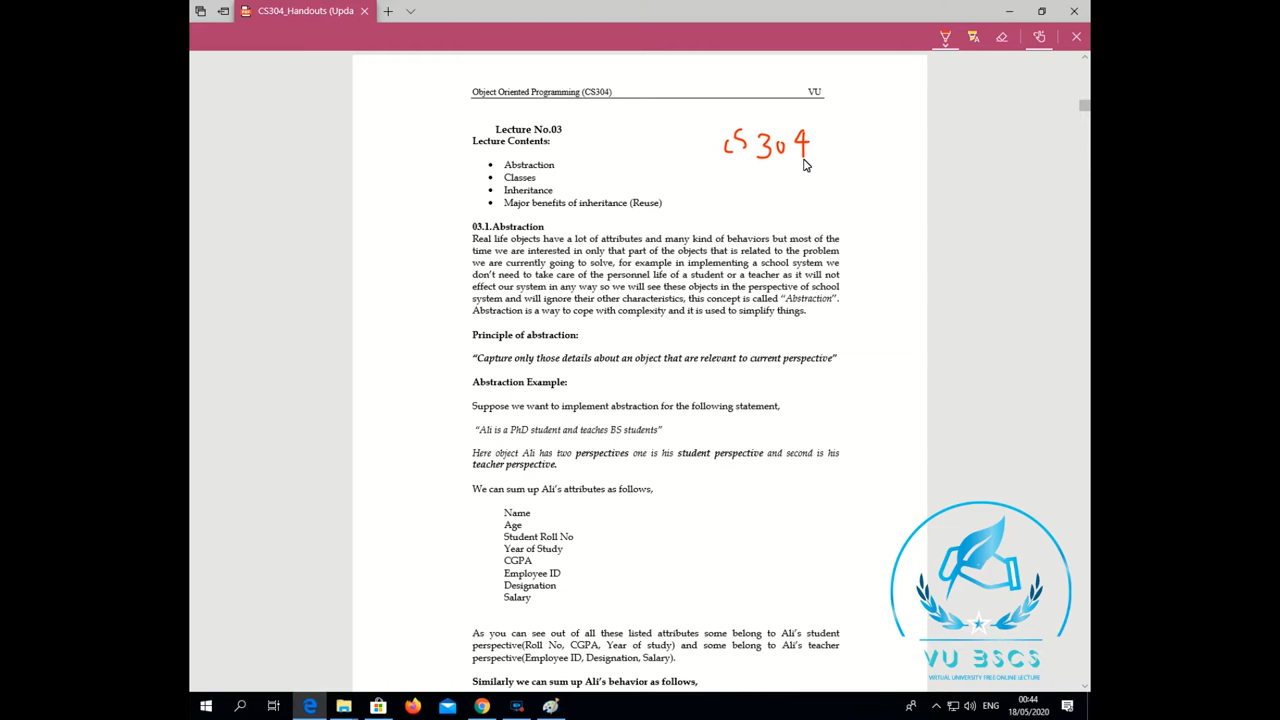 CS304_Handouts (Upda
Object Oriented Programming (CS304) VU
Lecture No.03
CS 304
Lecture Contents:
• Abstraction
• Classes
• Inheritance
• Major benefits of inheritance (Reuse)
03.1.Abstraction
Real life objects have a lot of attributes and many kind of behaviors but most of the
time we are interested in only that part of the objects that is related to the problem
we are currently going to solve, for example in implementing a school system we
don't need to take care of the personnel life of a student or a teacher as it will not
effect our system in any way so we will see these objects in the perspective of school
system and will ignore their other characteristics, this concept is called “Abstraction”.
Abstraction is a way to cope with complexity and it is used to simplify things.
Principle of abstraction:
“Capture only those details about an object that are relevant to current perspective”
Abstraction Example:
Suppose we want to implement abstraction for the following statement,
“Ali is a PhD student and teaches BS students”
Here object Ali has two perspectives one is his student perspective and second is his
teacher perspective.
We can sum up Ali's attributes as follows,
Name
Age
Student Roll No
Year of Study
CGPA
Employee ID
Designation
Salary
As you can see out of all these listed attributes some belong to Ali's student
perspective(Roll No, CGPA, Year of study) and some belong to Ali's teacher
perspective(Employee ID, Designation, Salary).
Similarly we can sum up Ali's behavior as follows,
VU BSCS
VIRTUAL UNIVERSITY FREE ONLINE LECTURE
ENG
00:44
18/05/2020